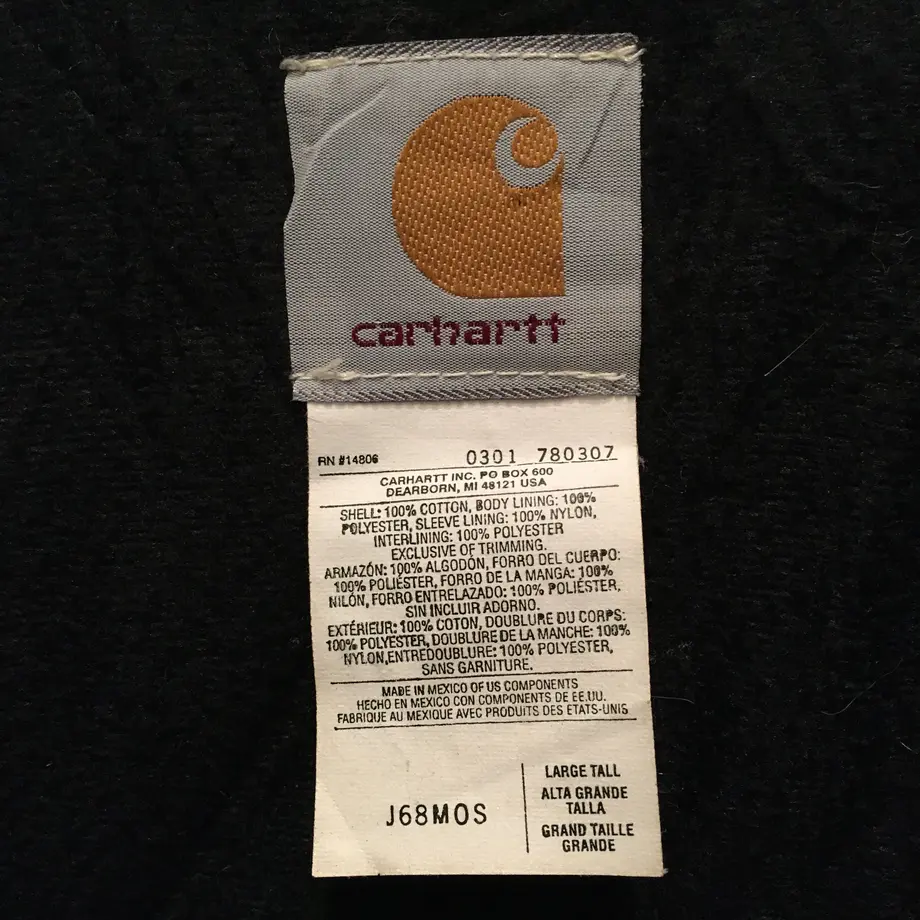 carhartt
RN #14806 0301 780307
CARHARTT INC. PO BOX 600
DEARBORN, MI 48121 USA
SHELL: 100% COTTON, BODY LINING: 100%
POLYESTER, SLEEVE LINING: 100% NYLON,
INTERLINING: 100% POLYESTER
EXCLUSIVE OF TRIMMING.
ARMAZÓN: 100% ALGODÓN, FORRO DEL CUERPO:
100% POLIÉSTER, FORRO DE LA MANGA: 100%
NILÓN, FORRO ENTRELAZADO: 100% POLIÉSTER,
SIN INCLUIR ADORNO.
EXTÉRIEUR: 100% COTON, DOUBLURE DU CORPS:
100% POLYESTER, DOUBLURE DE LA MANCHE: 100%
NYLON,ENTREDOUBLURE: 100% POLYESTER,
SANS GARNITURE.
MADE IN MEXICO OF US COMPONENTS
HECHO EN MEXICO CON COMPONENTS DE EE.UU.
FABRIQUE AU MEXIQUE AVEC PRODUITS DES ETATS-UNIS
J68MOS
LARGE TALL
ALTA GRANDE
TALLA
GRAND TAILLE
GRANDE